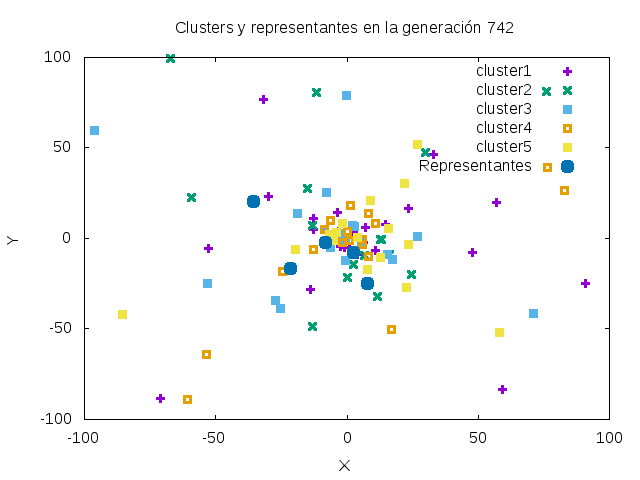 Clusters y representantes en la generación 742
cluster1
cluster2
cluster3
cluster4
cluster5
Representantes
100
50
0
-50
-100
Y
-100 -50 0 50 100
X